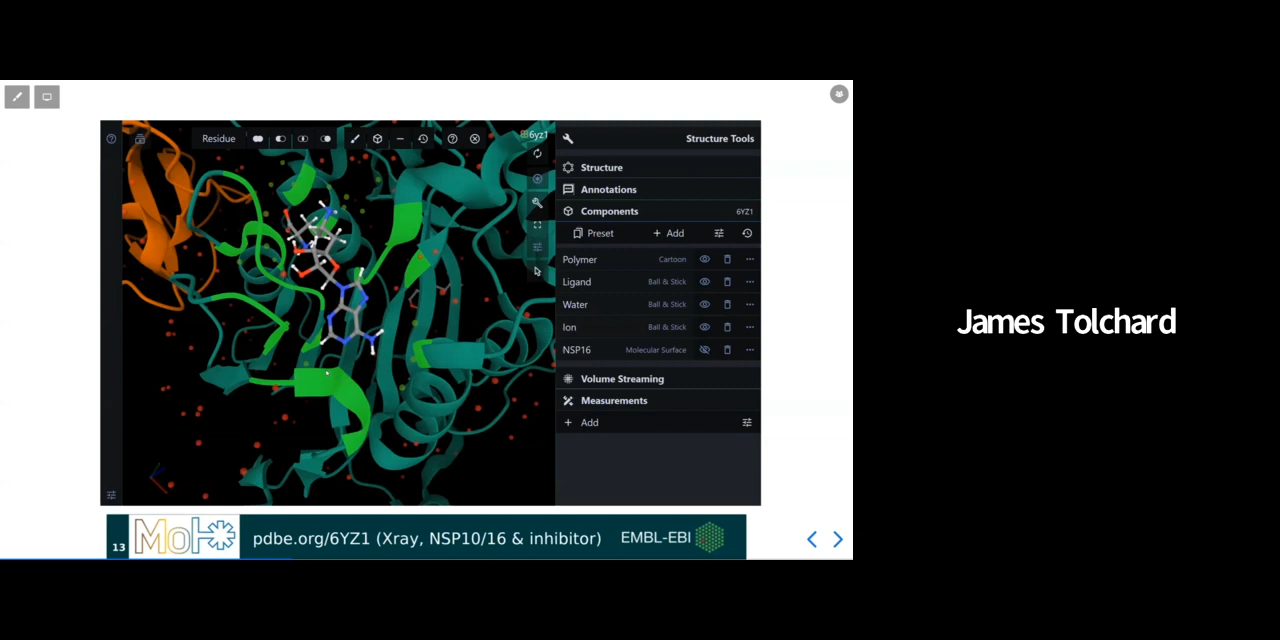 Residue
6yz1
Structure Tools
Structure
Annotations
Components 6YZ1
Preset + Add
Polymer Cartoon
Ligand Ball & Stick
Water Ball & Stick
Ion Ball & Stick
NSP16 Molecular Surface
Volume Streaming
Measurements
+ Add
13 Mol* pdbe.org/6YZ1 (Xray, NSP10/16 & inhibitor) EMBL-EBI
James Tolchard